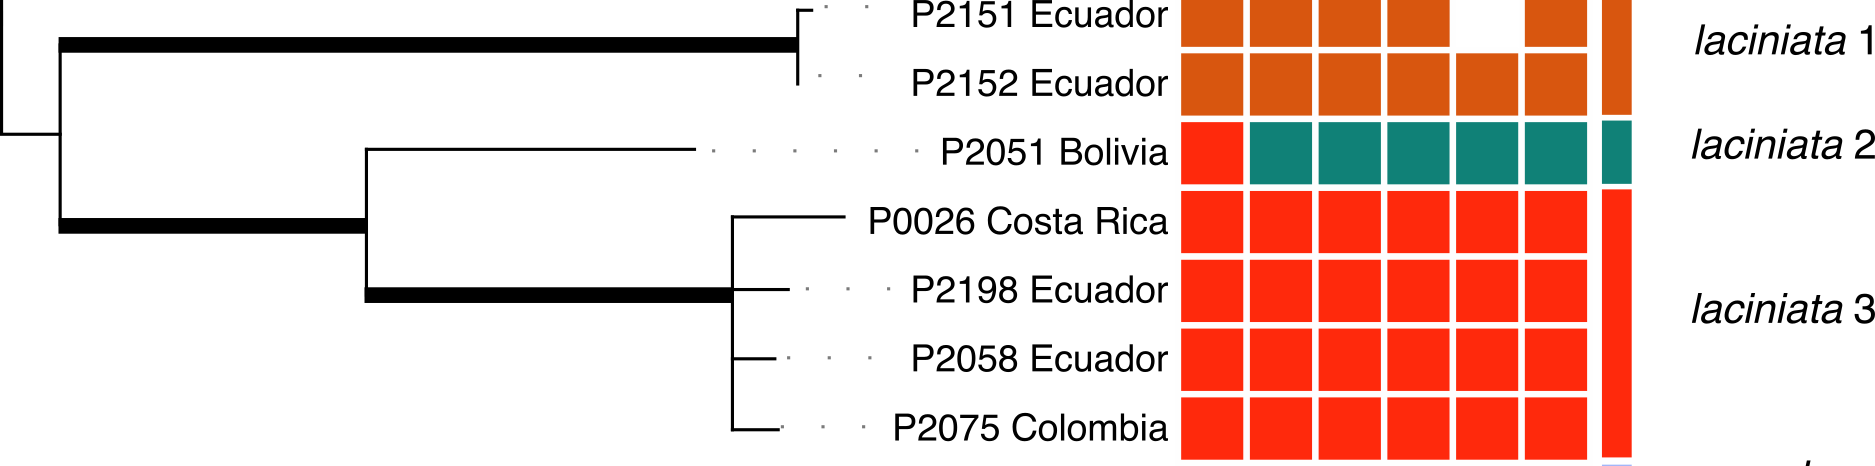 P2151 Ecuador
laciniata 1
P2152 Ecuador
P2051 Bolivia
laciniata 2
P0026 Costa Rica
P2198 Ecuador
laciniata 3
P2058 Ecuador
P2075 Colombia